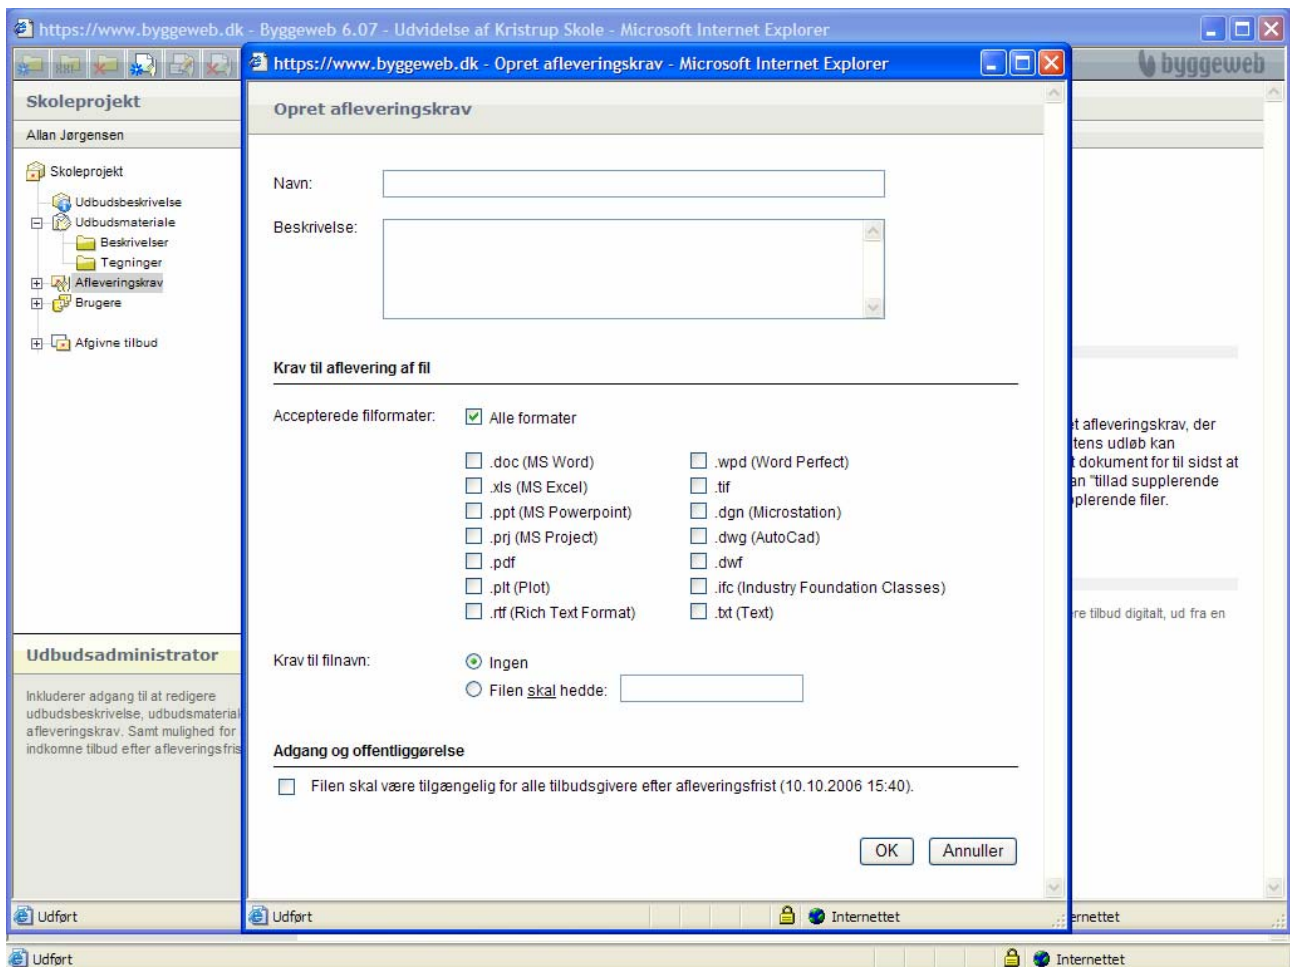 https://www.byggeweb.dk - Byggeweb 6.07 - Udvidelse af Kristrup Skole - Microsoft Internet Explorer
byggeweb
Skoleprojekt
Allan Jørgensen
Skoleprojekt
Udbudsbeskrivelse
Udbudsmateriale
Beskrivelser
Tegninger
Afleveringskrav
Brugere
Afgivne tilbud
Udbudsadministrator
Inkluderer adgang til at redigere
udbudsbeskrivelse, udbudsmaterial
afleveringskrav. Samt mulighed for
indkomne tilbud efter afleveringsfris
https://www.byggeweb.dk - Opret afleveringskrav - Microsoft Internet Explorer
Opret afleveringskrav
Navn:
Beskrivelse:
Krav til aflevering af fil
Accepterede filformater:
Alle formater
.doc (MS Word)
.wpd (Word Perfect)
.xls (MS Excel)
.tif
.ppt (MS Powerpoint)
.dgn (Microstation)
.prj (MS Project)
.dwg (AutoCad)
.pdf
.dwf
.plt (Plot)
.ifc (Industry Foundation Classes)
.rtf (Rich Text Format)
.txt (Text)
Krav til filnavn:
Ingen
Filen skal hedde:
Adgang og offentliggørelse
Filen skal være tilgængelig for alle tilbudsgivere efter afleveringsfrist (10.10.2006 15:40).
OK
Annuller
t afleveringskrav, der
tens udløb kan
t dokument for til sidst at
an "tillad supplerende
plerende filer.
re tilbud digitalt, ud fra en
Udført
Udført
Internettet
ernettet
Udført
Internettet